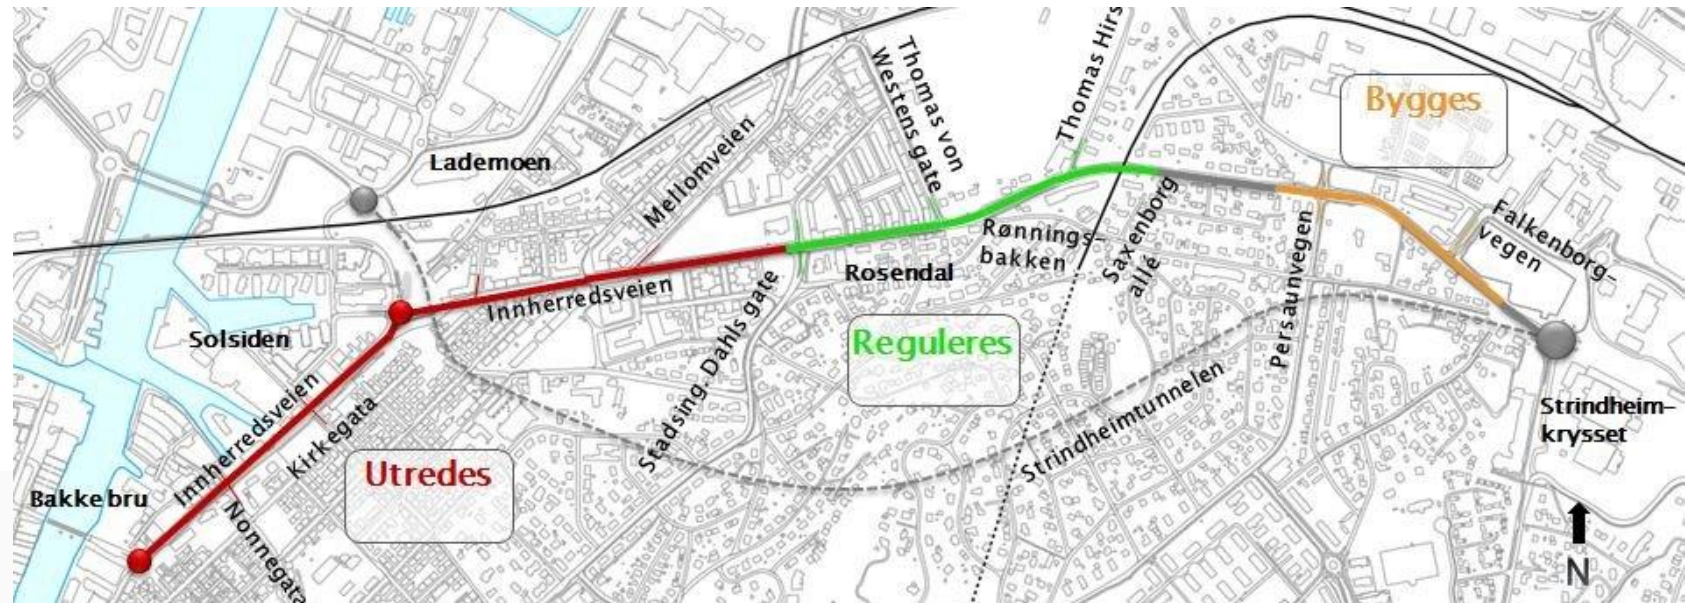 Thomas von
Westens gate
Thomas Hirs
Bygges
Lademoen
Mellomveien
Rønnings-
bakken
Saxenborg
allé
Falkenborg-
vegen
Persaunvegen
Rosendal
Innherredsveien
Solsiden
Reguleres
Stadsing. Dahls gate
Strindheimtunnelen
Strindheim-
krysset
Innherredsveien
Kirkegata
Utredes
Bakke bru
Nonnegata
N